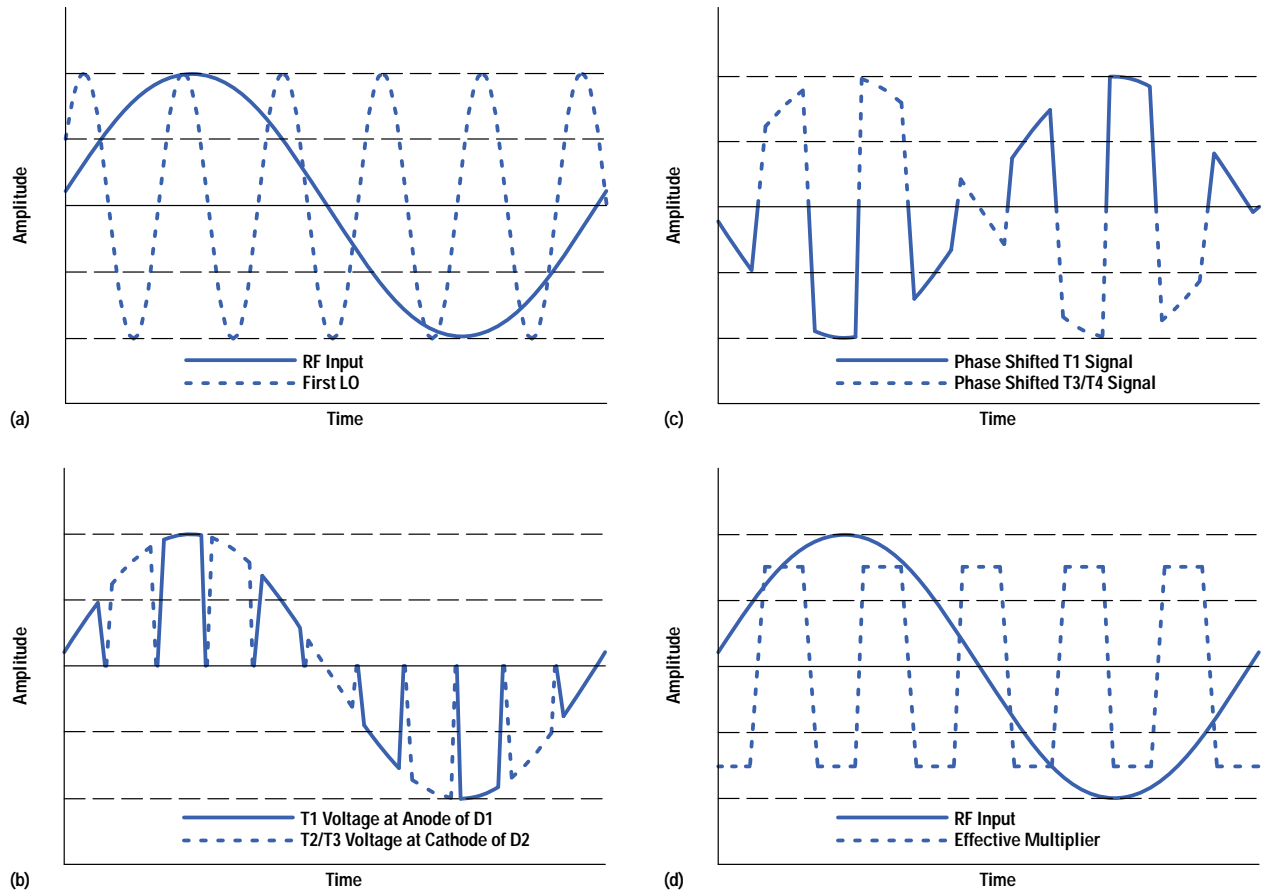 Amplitude
RF Input
First LO
(a)
Time
Amplitude
Phase Shifted T1 Signal
Phase Shifted T3/T4 Signal
(c)
Time
Amplitude
T1 Voltage at Anode of D1
T2/T3 Voltage at Cathode of D2
(b)
Time
Amplitude
RF Input
Effective Multiplier
(d)
Time